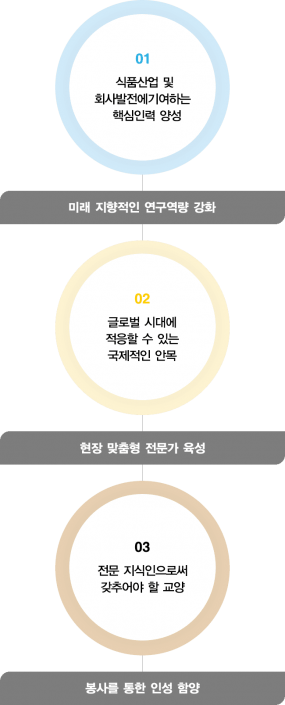 01
식품산업 및
회사발전에기여하는
핵심인력 양성
미래 지향적인 연구역량 강화
02
글로벌 시대에
적응할 수 있는
국제적인 안목
현장 맞춤형 전문가 육성
03
전문 지식인으로써
갖추어야 할 교양
봉사를 통한 인성 함양